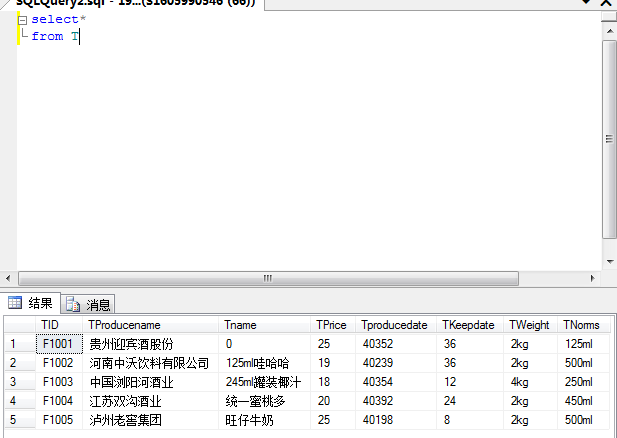 SQLQuery2.sql - 19...(S1605990546 (66))
select*
from T
结果 消息
TID TProducename Tname TPrice Tproducedate TKeepdate TWeight TNorms
1 F1001 贵州迎宾酒股份 0 25 40352 36 2kg 125ml
2 F1002 河南中沃饮料有限公司 125ml哇哈哈 19 40239 36 2kg 500ml
3 F1003 中国浏阳河酒业 245ml罐装椰汁 18 40354 12 4kg 250ml
4 F1004 江苏双沟酒业 统一蜜桃多 20 40392 24 2kg 450ml
5 F1005 泸州老窖集团 旺仔牛奶 25 40198 8 2kg 500ml